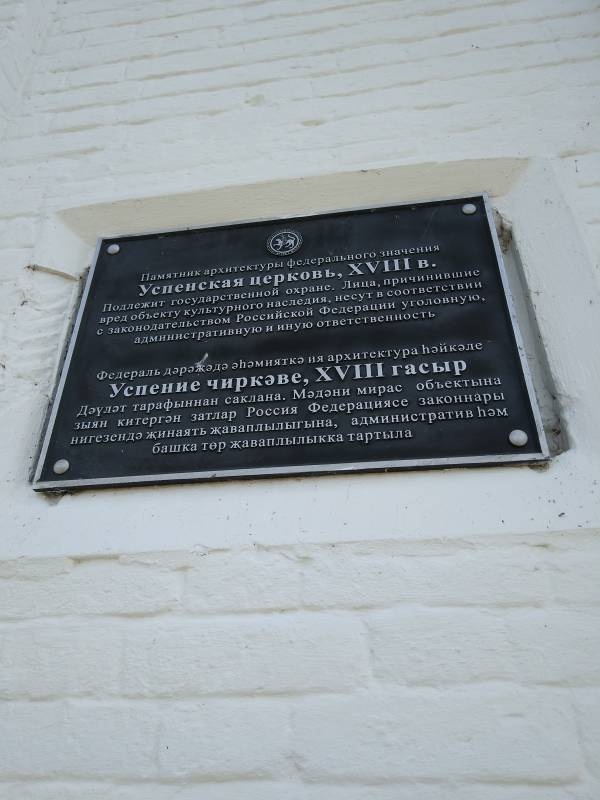 Памятник архитектуры федерального значения
Успенская церковь, XVIII в.
Подлежит государственной охране. Лица, причинившие
вред объекту культурного наследия, несут в соответствии
с законодательством Российской Федерации уголовную,
административную и иную ответственность
Федераль дәрәҗәдә әһәмияткә ия архитектура һәйкәле
Успение чиркәве, XVIII гасыр
Дәүләт тарафыннан саклана. Мәдәни мирас объектына
зыян китергән затлар Россия Федерациясе законнары
нигезендә җинаять җаваплылыгына, административ һәм
башка төр җаваплылыкка тартыла